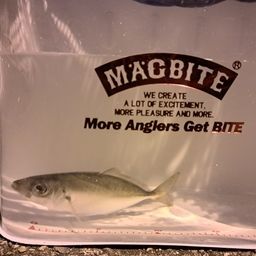 MAGBITE®
WE CREATE
A LOT OF EXCITEMENT,
MORE PLEASURE AND MORE.
More Anglers Get BITE